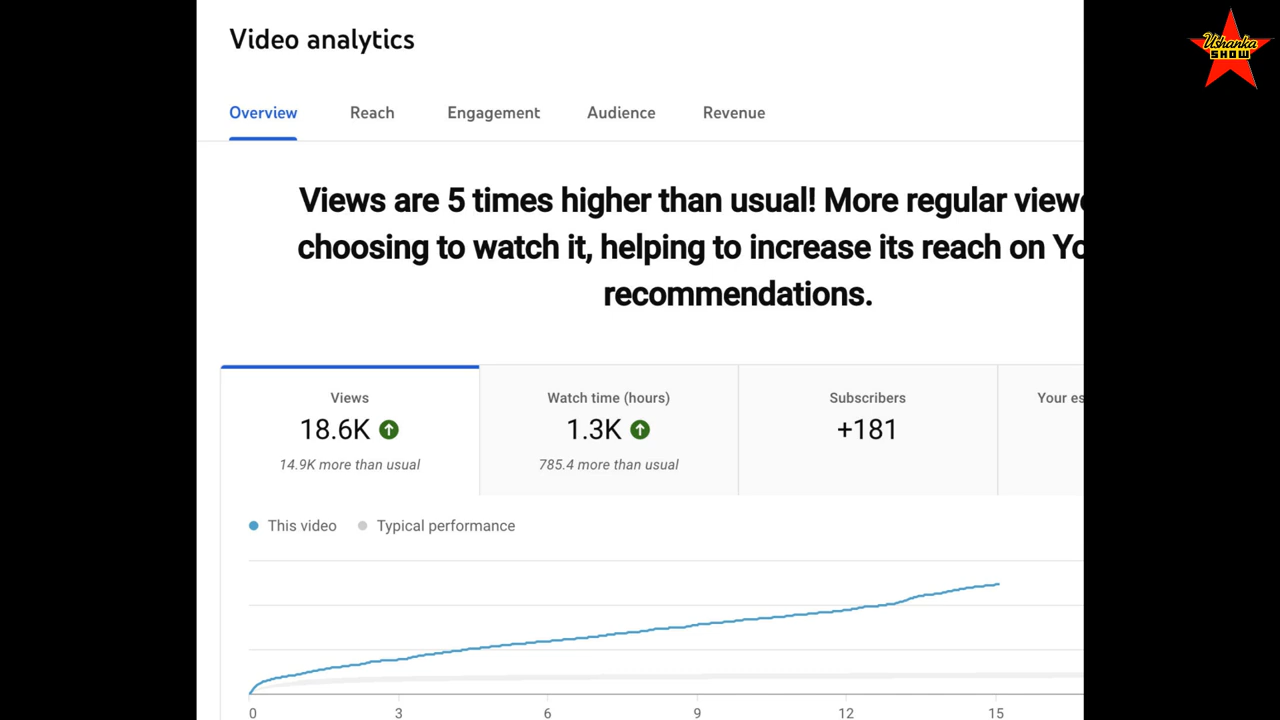 Ushanka
SHOW
Video analytics
Overview Reach Engagement Audience Revenue
Views are 5 times higher than usual! More regular viewe
choosing to watch it, helping to increase its reach on Yo
recommendations.
Views Watch time (hours) Subscribers Your es
18.6K 1.3K +181
14.9K more than usual 785.4 more than usual
This video Typical performance
0 3 6 9 12 15